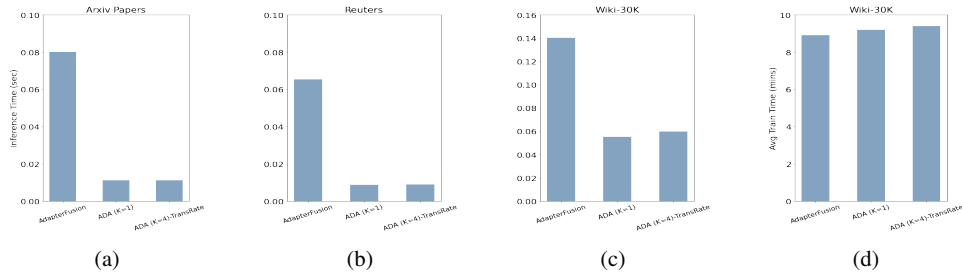 Arxiv Papers
Inference Time (sec)
0.10
0.08
0.06
0.04
0.02
0.00
AdapterFusion
ADA (K=1)
ADA (K=4)-TransRate
(a)
Reuters
0.10
0.08
0.06
0.04
0.02
0.00
AdapterFusion
ADA (K=1)
ADA (K=4)-TransRate
(b)
Wiki-30K
0.16
0.14
0.12
0.10
0.08
0.06
0.04
0.02
0.00
AdapterFusion
ADA (K=1)
ADA (K=4)-TransRate
(c)
Wiki-30K
Avg Train Time (mins)
10
8
6
4
2
0
AdapterFusion
ADA (K=1)
ADA (K=4)-TransRate
(d)